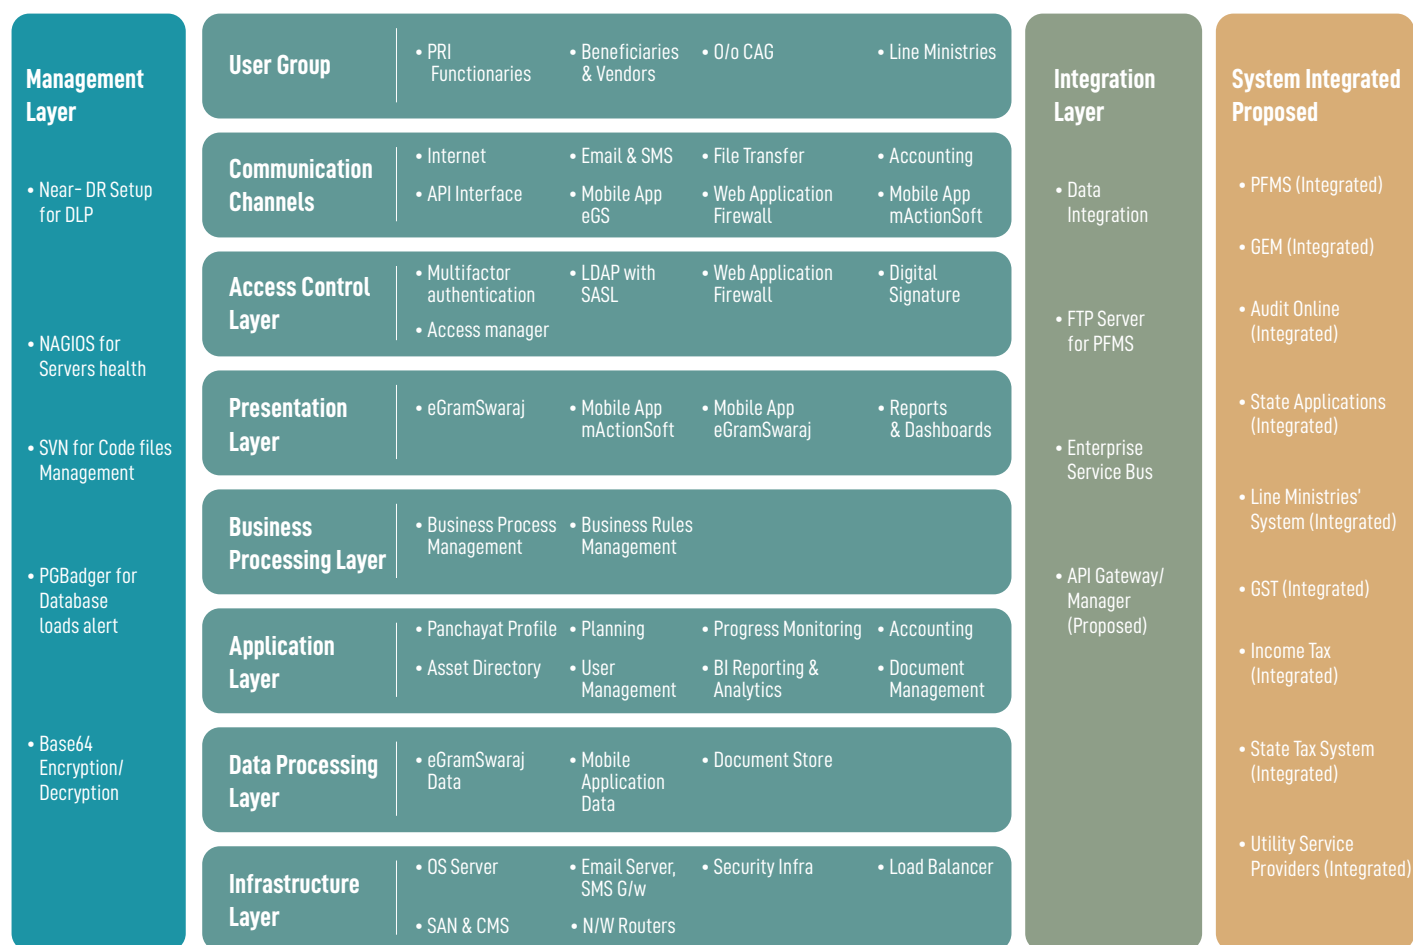 Management
Layer
• Near- DR Setup
for DLP
• NAGIOS for
Servers health
• SVN for Code files
Management
• PGBadger for
Database
loads alert
• Base64
Encryption/
Decryption
User Group
• PRI
Functionaries
• Beneficiaries
& Vendors
• O/o CAG
• Line Ministries
Communication
Channels
• Internet
• Email & SMS
• File Transfer
• Accounting
• API Interface
• Mobile App
eGS
• Web Application
Firewall
• Mobile App
mActionSoft
Access Control
Layer
• Multifactor
authentication
• LDAP with
SASL
• Web Application
Firewall
• Digital
Signature
• Access manager
Presentation
Layer
• eGramSwaraj
• Mobile App
mActionSoft
• Mobile App
eGramSwaraj
• Reports
& Dashboards
Business
Processing Layer
• Business Process
Management
• Business Rules
Management
Application
Layer
• Panchayat Profile
• Planning
• Progress Monitoring
• Accounting
• Asset Directory
• User
Management
• BI Reporting &
Analytics
• Document
Management
Data Processing
Layer
• eGramSwaraj
Data
• Mobile
Application
Data
• Document Store
Infrastructure
Layer
• OS Server
• Email Server,
SMS G/w
• Security Infra
• Load Balancer
• SAN & CMS
• N/W Routers
Integration
Layer
• Data
Integration
• FTP Server
for PFMS
• Enterprise
Service Bus
• API Gateway/
Manager
(Proposed)
System Integrated
Proposed
• PFMS (Integrated)
• GEM (Integrated)
• Audit Online
(Integrated)
• State Applications
(Integrated)
• Line Ministries'
System (Integrated)
• GST (Integrated)
• Income Tax
(Integrated)
• State Tax System
(Integrated)
• Utility Service
Providers (Integrated)